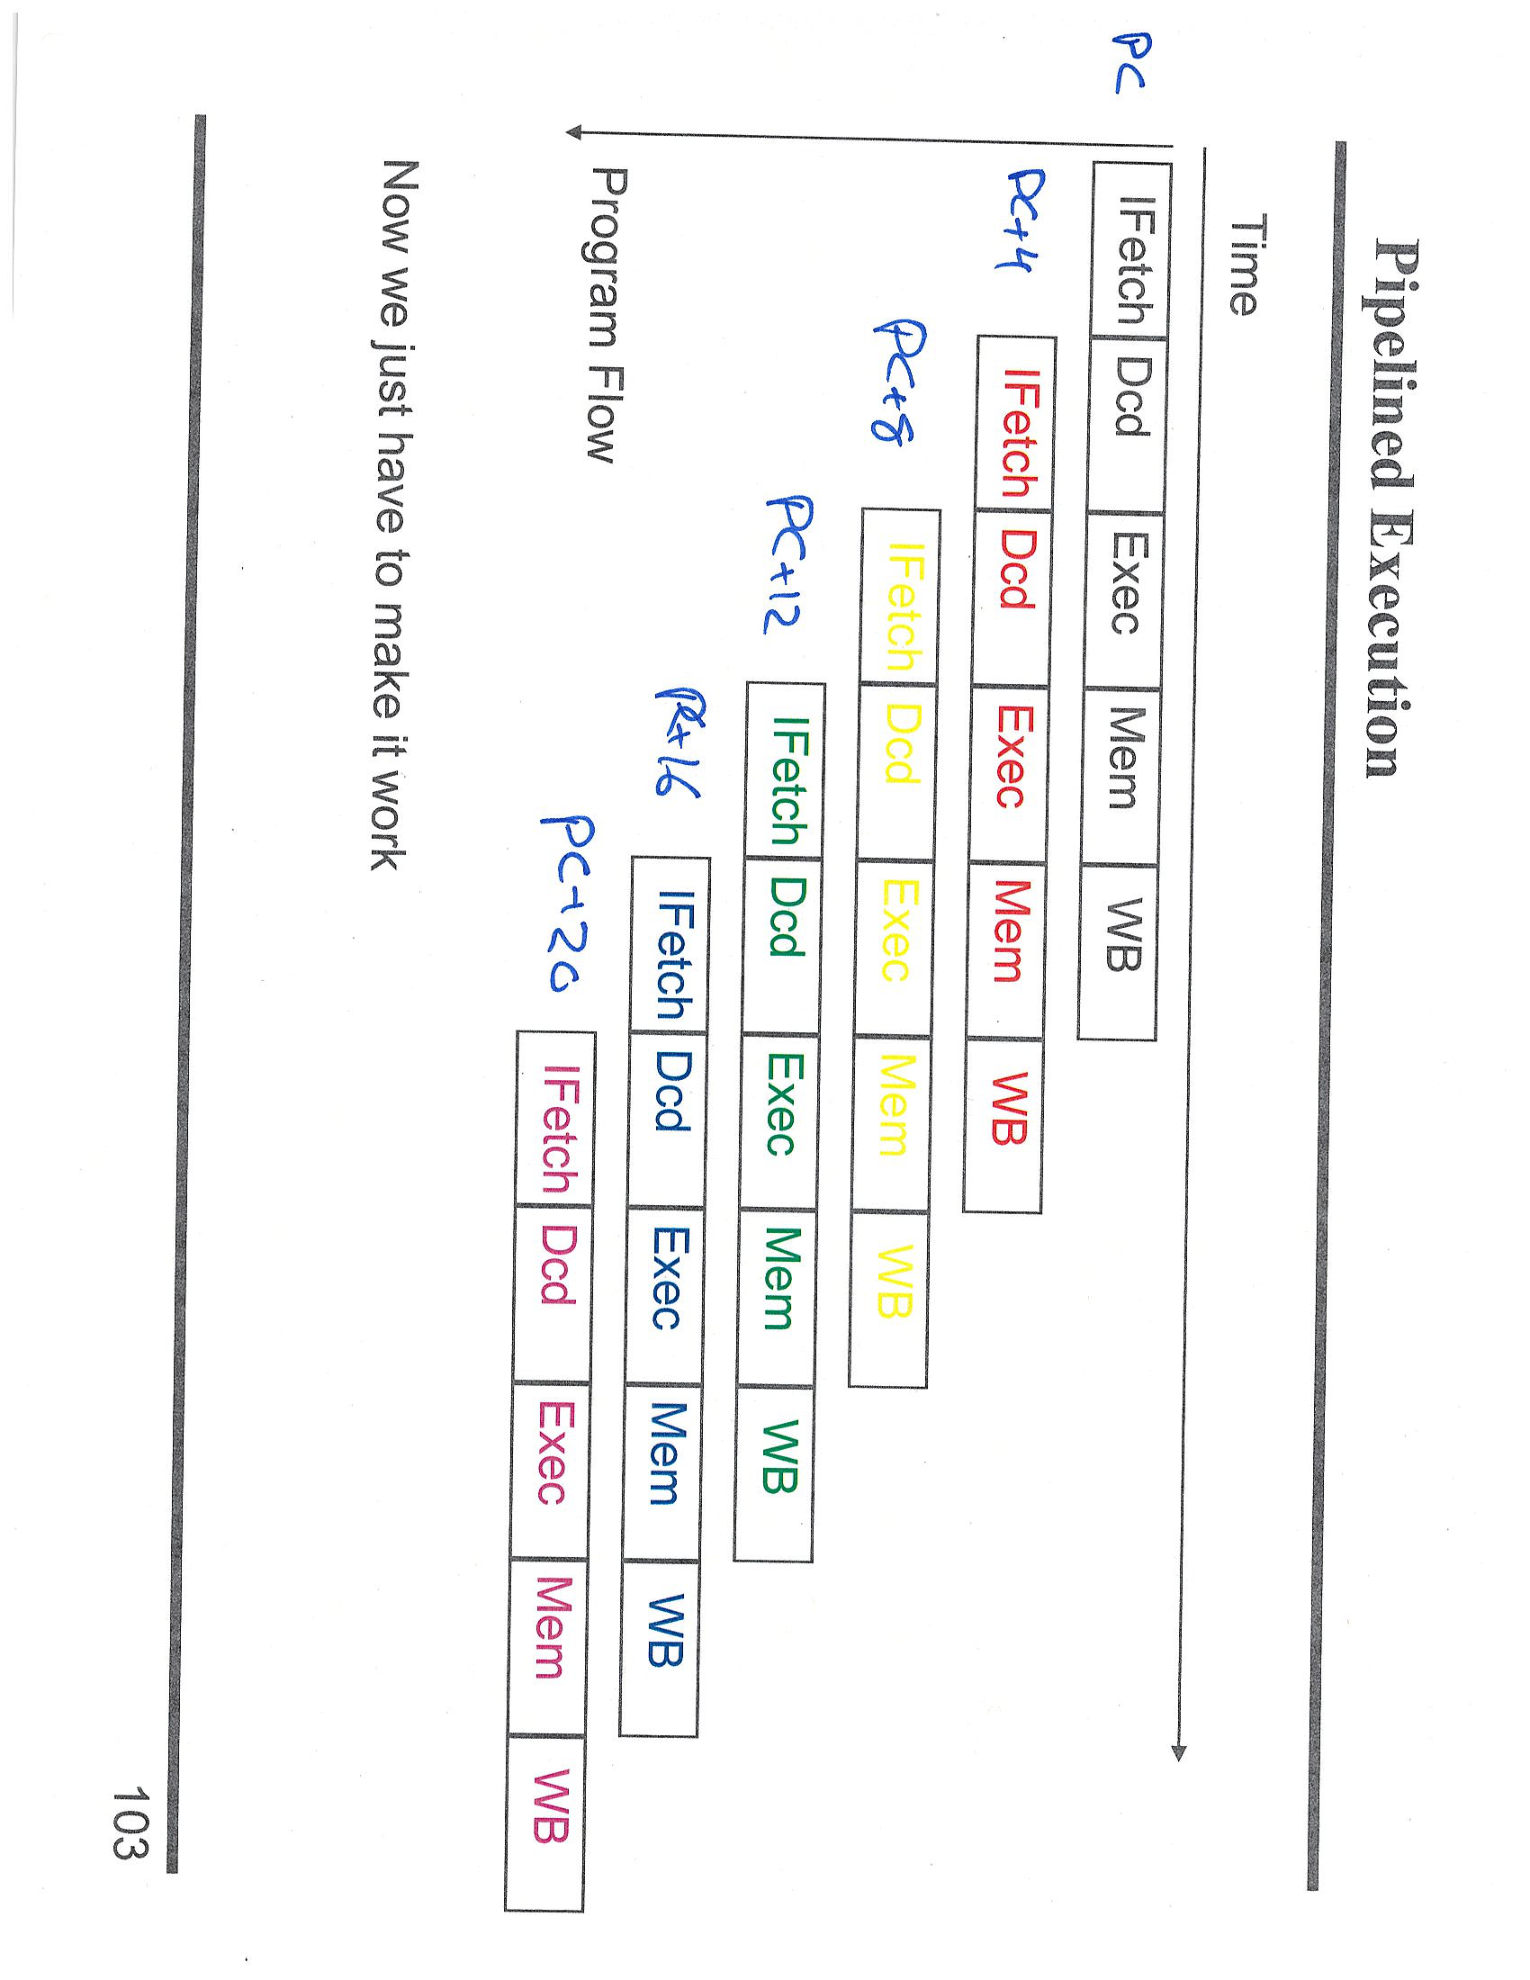 Pipelined Execution
Time
PC IFetch Dcd Exec Mem WB
PC+4 IFetch Dcd Exec Mem WB
PC+8 IFetch Dcd Exec Mem WB
PC+12 IFetch Dcd Exec Mem WB
PC+16 IFetch Dcd Exec Mem WB
PC+20 IFetch Dcd Exec Mem WB
Program Flow
Now we just have to make it work
103